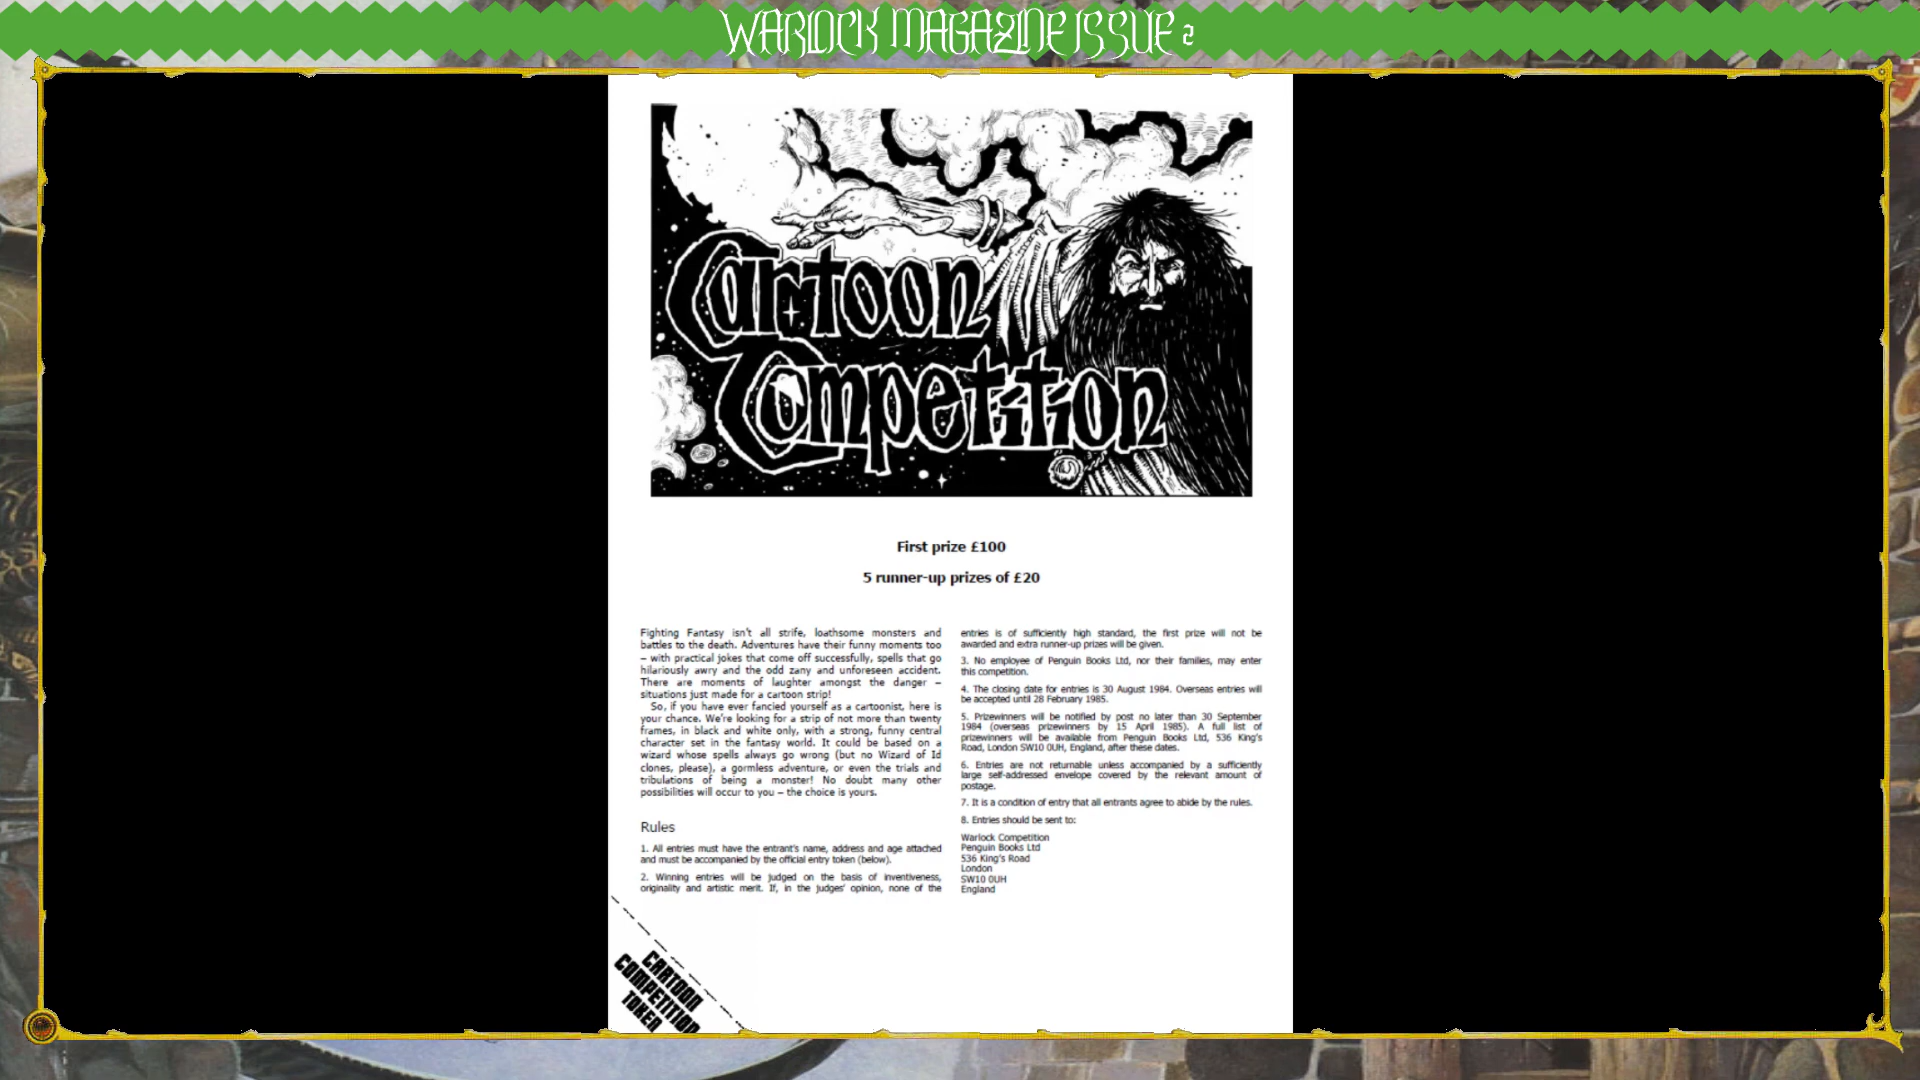 WARLOCK MAGAZINE ISSUE 2
Cartoon
Competition
First prize £100
5 runner-up prizes of £20
Fighting Fantasy isn't all strife, loathsome monsters and
battles to the death. Adventures have their funny moments too
– with practical jokes that come off successfully, spells that go
hilariously awry and the odd zany and unforeseen accident.
There are moments of laughter amongst the danger –
situations just made for a cartoon strip!
So, if you have ever fancied yourself as a cartoonist, here is
your chance. We're looking for a strip of not more than twenty
frames, in black and white only, with a strong, funny central
character set in the fantasy world. It could be based on a
wizard whose spells always go wrong (but no Wizard of Id
clones, please), a gormless adventure, or even the trials and
tribulations of being a monster! No doubt many other
possibilities will occur to you – the choice is yours.
Rules
1. All entries must have the entrant's name, address and age attached
and must be accompanied by the official entry token (below).
2. Winning entries will be judged on the basis of inventiveness,
originality and artistic merit. If, in the judges' opinion, none of the
entries is of sufficiently high standard, the first prize will not be
awarded and extra runner-up prizes will be given.
3. No employee of Penguin Books Ltd, nor their families, may enter
this competition.
4. The closing date for entries is 30 August 1984. Overseas entries will
be accepted until 28 February 1985.
5. Prizewinners will be notified by post no later than 30 September
1984 (overseas prizewinners by 15 April 1985). A full list of
prizewinners will be available from Penguin Books Ltd, 536 King's
Road, London SW10 0UH, England, after these dates.
6. Entries are not returnable unless accompanied by a sufficiently
large self-addressed envelope covered by the relevant amount of
postage.
7. It is a condition of entry that all entrants agree to abide by the rules.
8. Entries should be sent to:
Warlock Competition
Penguin Books Ltd
536 King's Road
London
SW10 0UH
England
CARTOON
COMPETITION
TOKEN